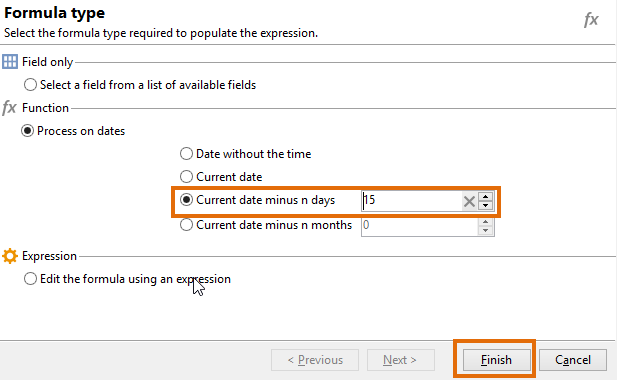 Formula type
Select the formula type required to populate the expression.
fx
Field only
Select a field from a list of available fields
fx Function
Process on dates
Date without the time
Current date
Current date minus n days 15
Current date minus n months 0
Expression
Edit the formula using an expression
< Previous Next > Finish Cancel